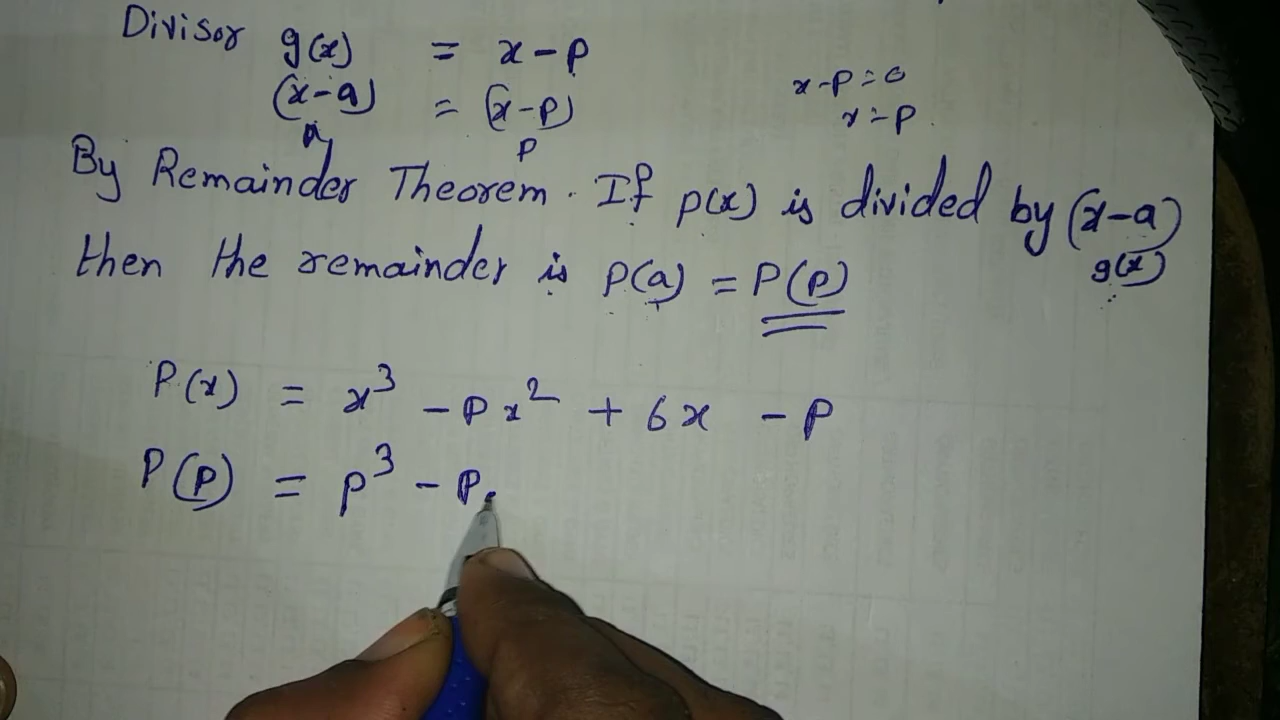 Divisor g(x) = x - p
(x-a) = (x-p)
a p
x-p=0
x=p.
By Remainder Theorem. If p(x) is divided by (x-a)
g(x)
then the remainder is P(a) = P(p)
P(x) = x³ - px² + 6x - p
P(p) = p³ - p.